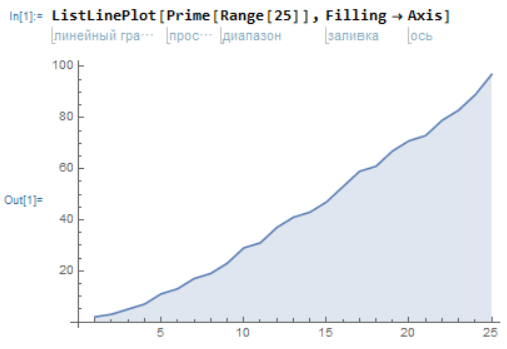 In[1]:= ListLinePlot[Prime[Range[25]], Filling → Axis]
линейный гра··· прос··· диапазон заливка ось
100
80
60
Out[1]=
40
20
5 10 15 20 25